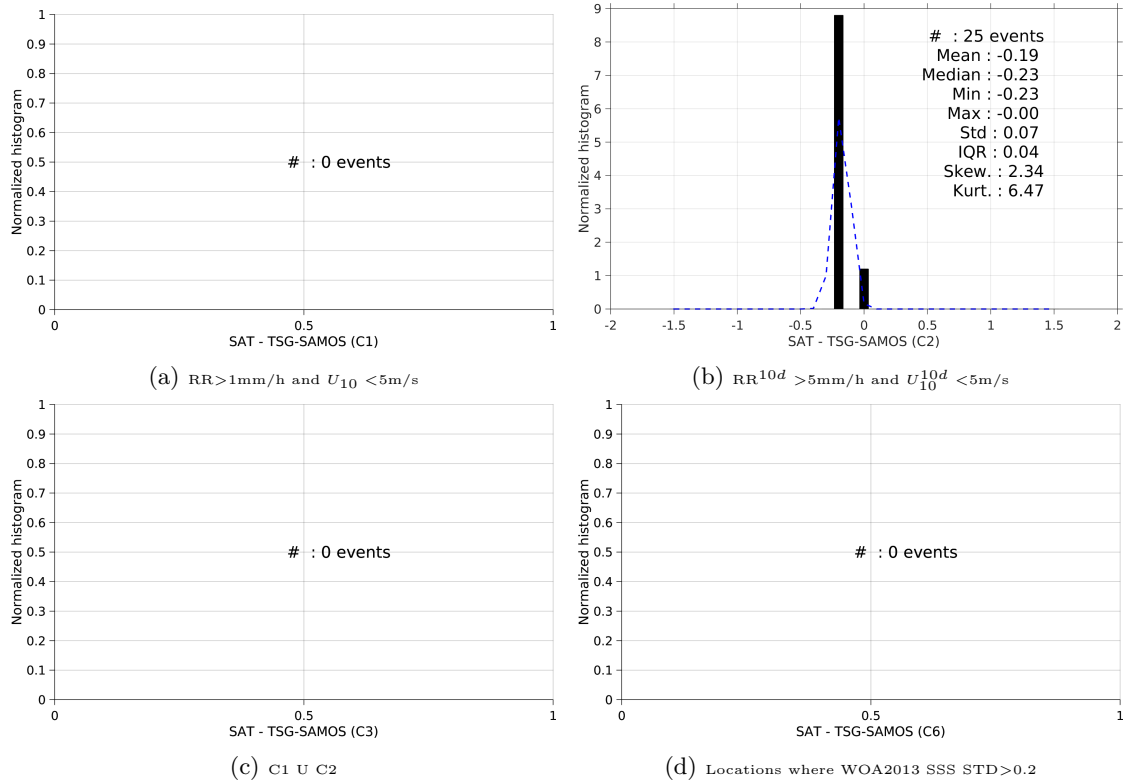 1
0.9
0.8
0.7
0.6
0.5
0.4
0.3
0.2
0.1
0
Normalized histogram
# : 0 events
0 0.5 1
SAT - TSG-SAMOS (C1)
(a) RR>1mm/h and U10 <5m/s
9
8
7
6
5
4
3
2
1
0
Normalized histogram
# : 25 events
Mean : -0.19
Median : -0.23
Min : -0.23
Max : -0.00
Std : 0.07
IQR : 0.04
Skew. : 2.34
Kurt. : 6.47
-2 -1.5 -1 -0.5 0 0.5 1 1.5 2
SAT - TSG-SAMOS (C2)
(b) RR^10d >5mm/h and U10^10d <5m/s
1
0.9
0.8
0.7
0.6
0.5
0.4
0.3
0.2
0.1
0
Normalized histogram
# : 0 events
0 0.5 1
SAT - TSG-SAMOS (C3)
(c) C1 U C2
1
0.9
0.8
0.7
0.6
0.5
0.4
0.3
0.2
0.1
0
Normalized histogram
# : 0 events
0 0.5 1
SAT - TSG-SAMOS (C6)
(d) Locations where WOA2013 SSS STD>0.2